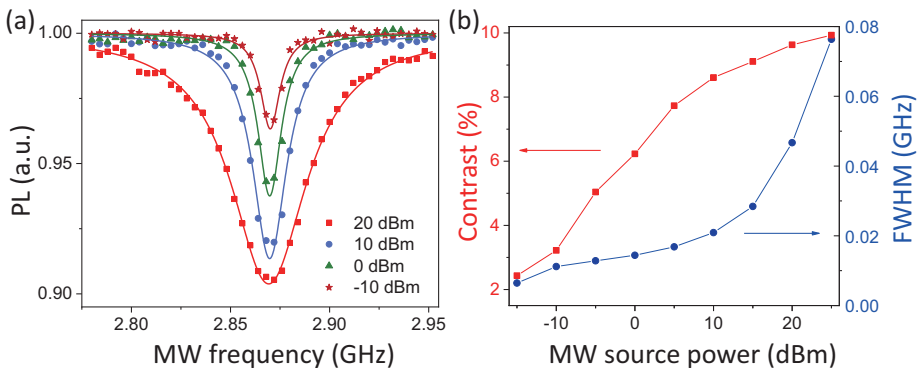 (a)
1.00
0.95
0.90
PL (a.u.)
20 dBm
10 dBm
0 dBm
-10 dBm
2.80
2.85
2.90
2.95
MW frequency (GHz)
(b)
10
8
6
4
2
Contrast (%)
0.08
0.06
0.04
0.02
0.00
FWHM (GHz)
-10
0
10
20
MW source power (dBm)